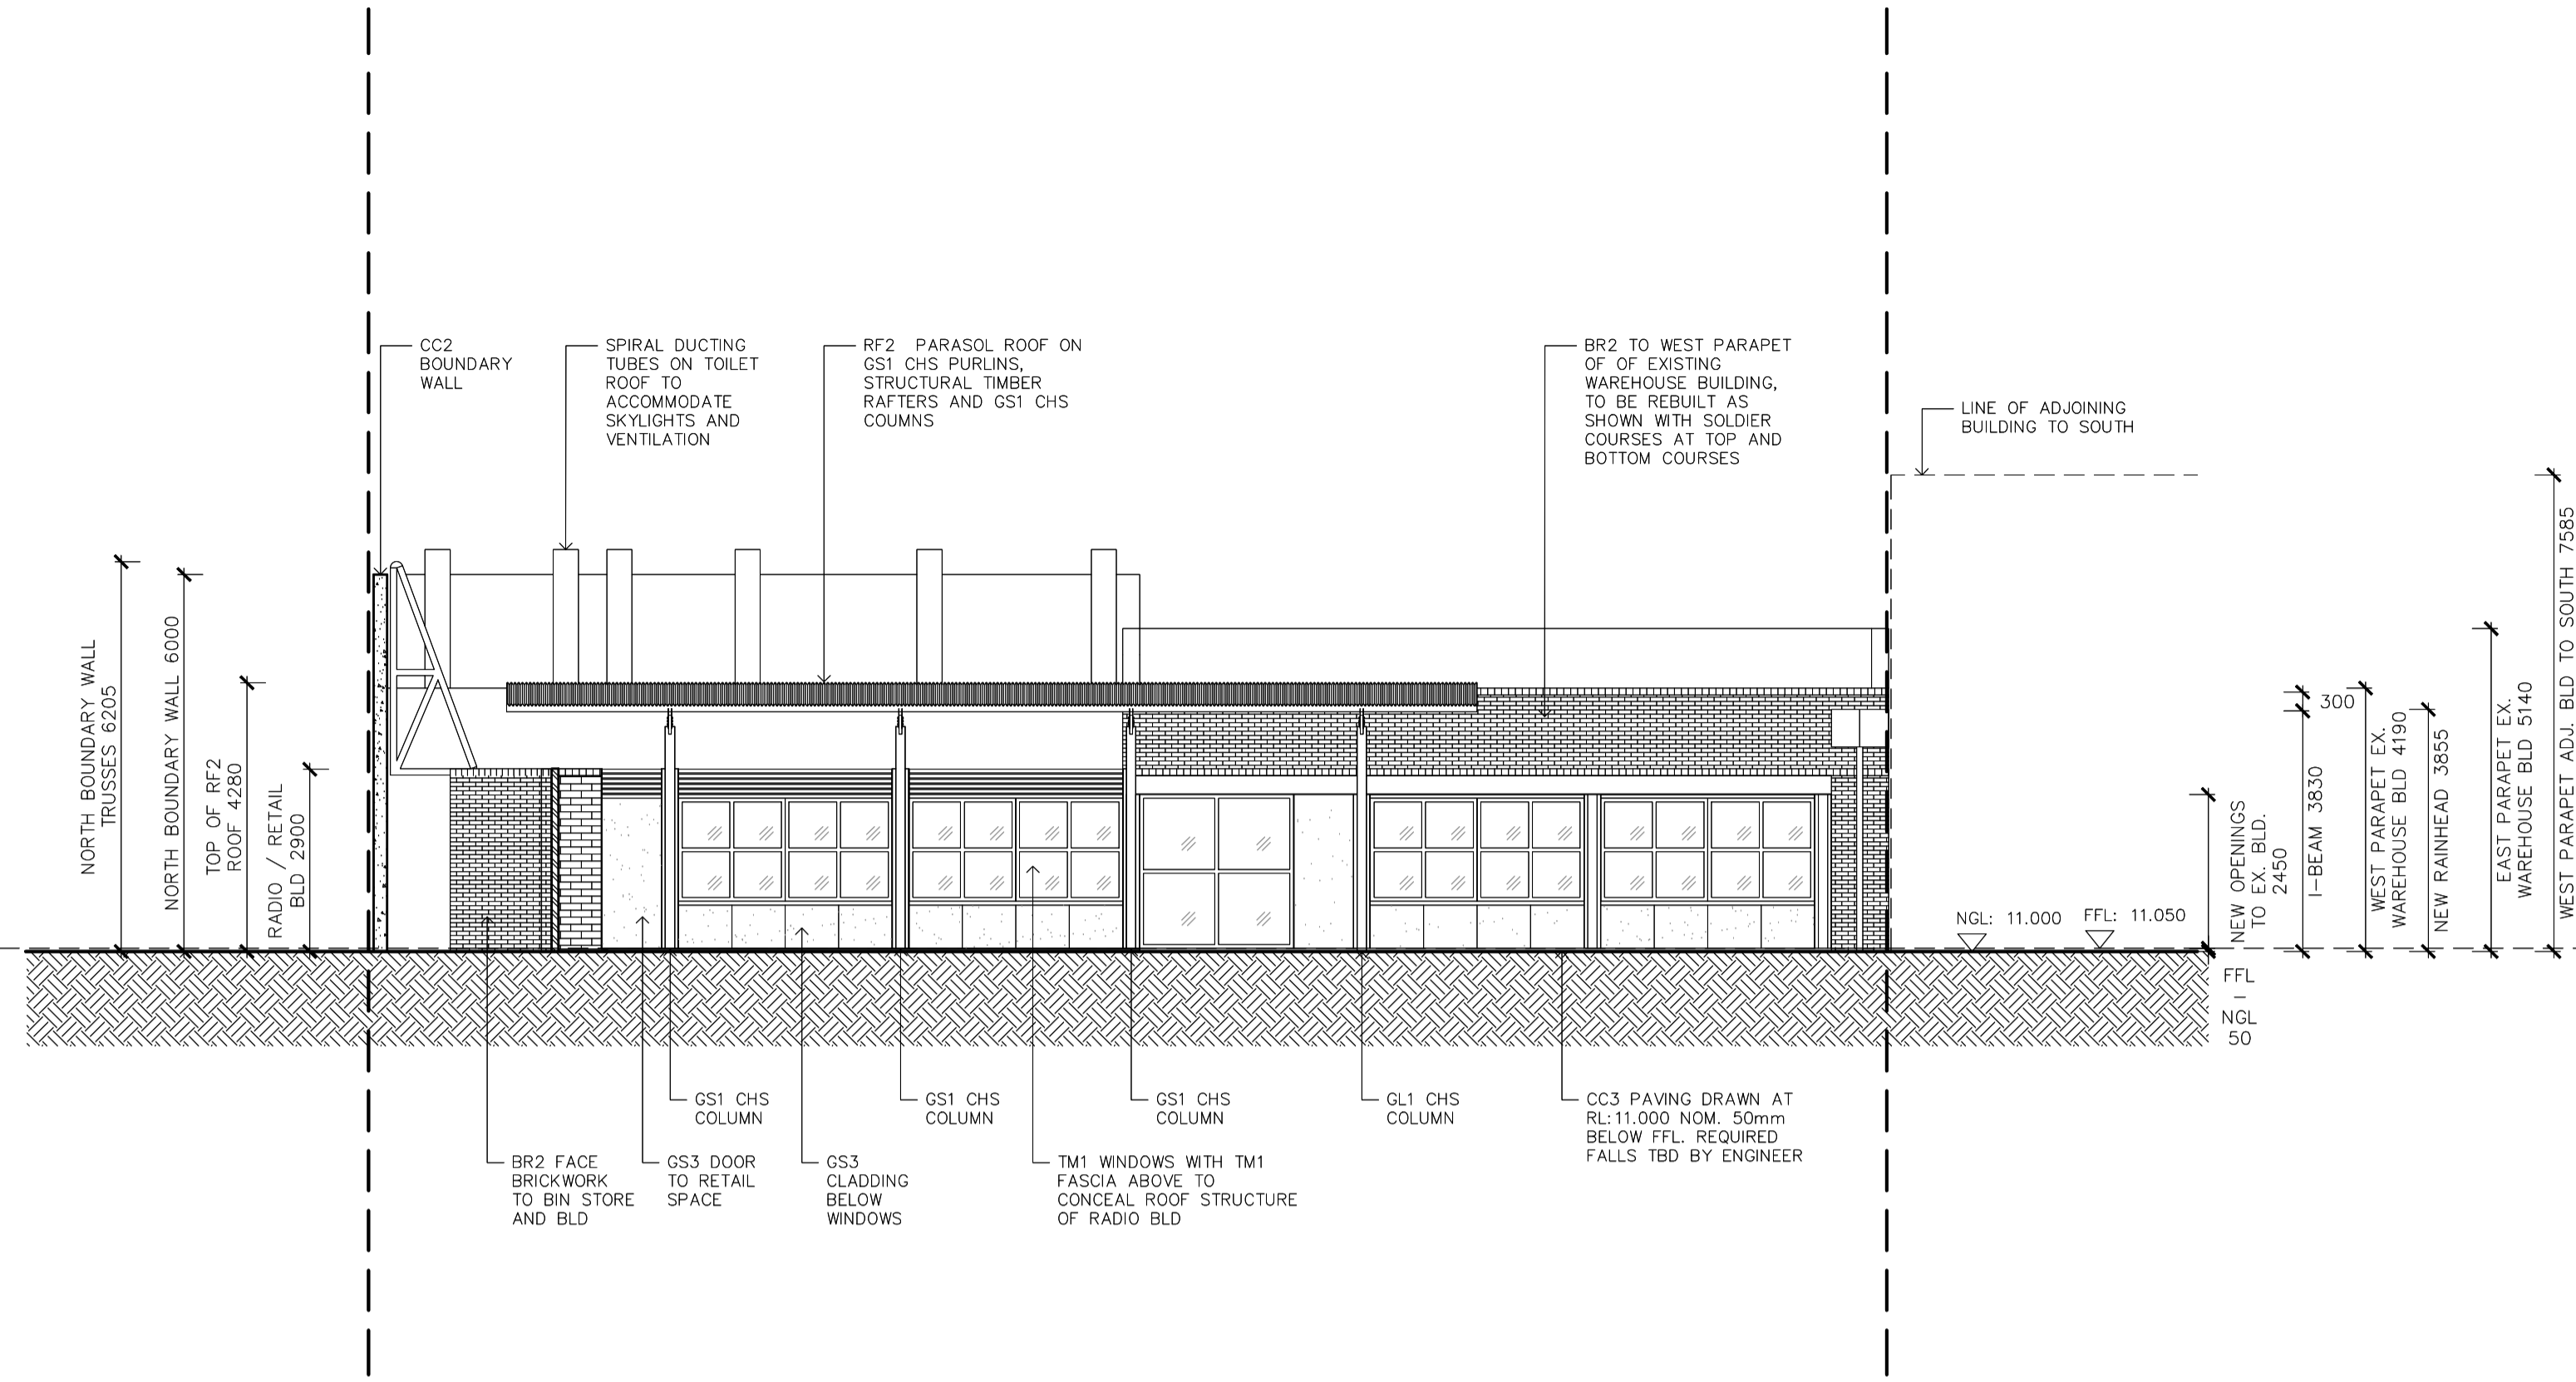 CC2
BOUNDARY
WALL
SPIRAL DUCTING
TUBES ON TOILET
ROOF TO
ACCOMMODATE
SKYLIGHTS AND
VENTILATION
RF2 PARASOL ROOF ON
GS1 CHS PURLINS,
STRUCTURAL TIMBER
RAFTERS AND GS1 CHS
COUMNS
BR2 TO WEST PARAPET
OF OF EXISTING
WAREHOUSE BUILDING,
TO BE REBUILT AS
SHOWN WITH SOLDIER
COURSES AT TOP AND
BOTTOM COURSES
LINE OF ADJOINING
BUILDING TO SOUTH
NORTH BOUNDARY WALL
TRUSSES 6205
NORTH BOUNDARY WALL 6000
TOP OF RF2
ROOF 4280
RADIO / RETAIL
BLD 2900
NGL: 11.000
FFL: 11.050
NEW OPENINGS
TO EX. BLD.
2450
I-BEAM 3830
300
WEST PARAPET EX.
WAREHOUSE BLD 4190
NEW RAINHEAD 3855
EAST PARAPET EX.
WAREHOUSE BLD 5140
WEST PARAPET ADJ. BLD TO SOUTH 7585
FFL
-
NGL
50
GS1 CHS
COLUMN
GS1 CHS
COLUMN
GS1 CHS
COLUMN
GL1 CHS
COLUMN
CC3 PAVING DRAWN AT
RL:11.000 NOM. 50mm
BELOW FFL. REQUIRED
FALLS TBD BY ENGINEER
BR2 FACE
BRICKWORK
TO BIN STORE
AND BLD
GS3 DOOR
TO RETAIL
SPACE
GS3
CLADDING
BELOW
WINDOWS
TM1 WINDOWS WITH TM1
FASCIA ABOVE TO
CONCEAL ROOF STRUCTURE
OF RADIO BLD